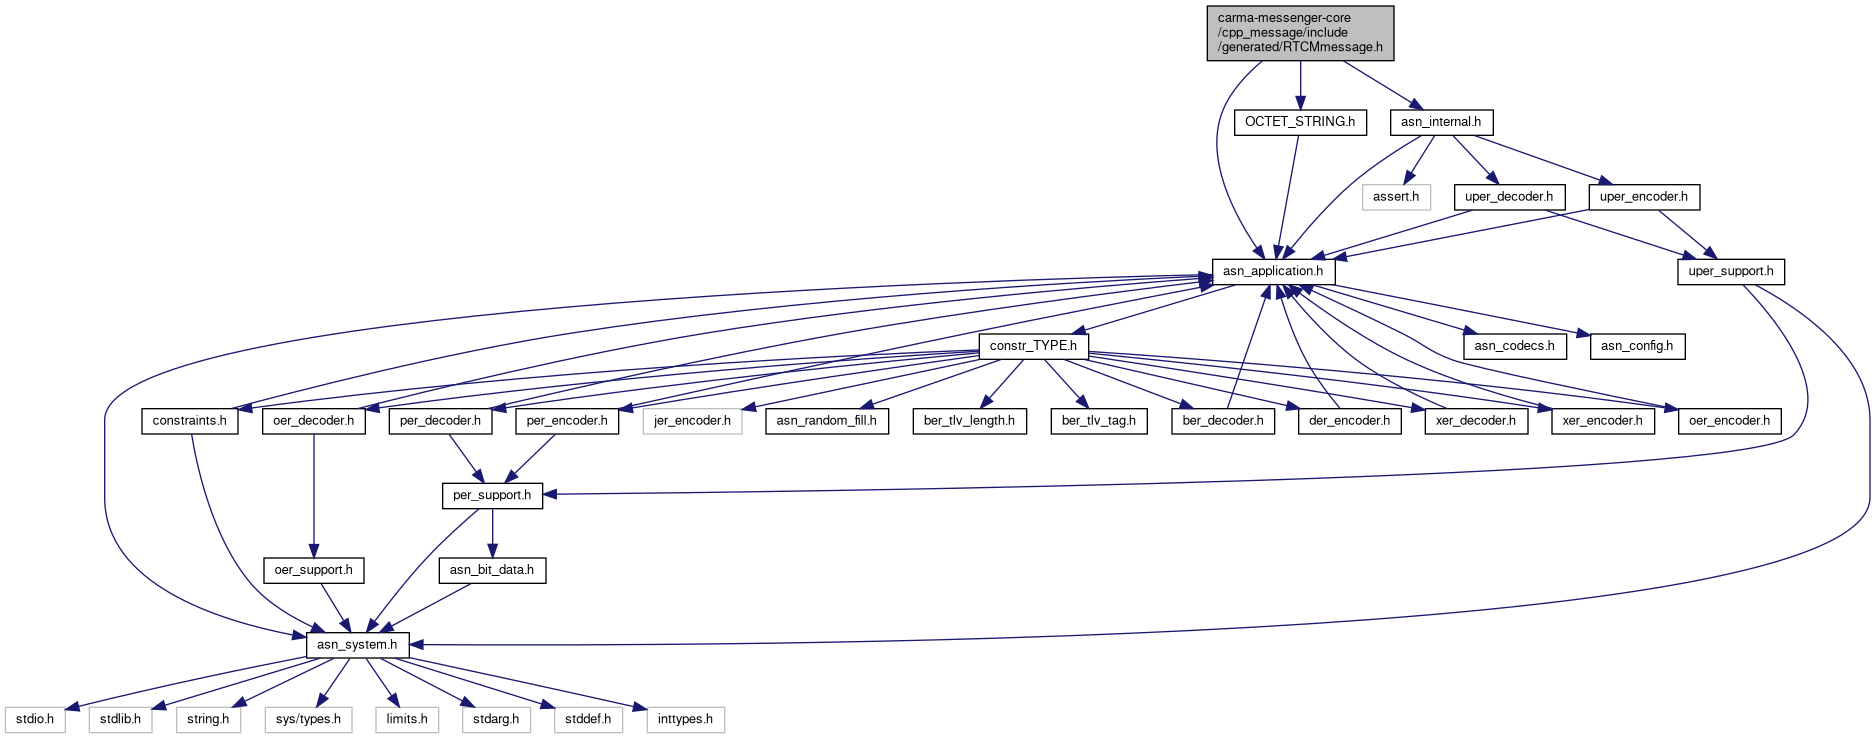 carma-messenger-core
/cpp_message/include
/generated/RTCMmessage.h
OCTET_STRING.h
asn_internal.h
assert.h
uper_decoder.h
uper_encoder.h
asn_application.h
uper_support.h
constr_TYPE.h
asn_codecs.h
asn_config.h
constraints.h
oer_decoder.h
per_decoder.h
per_encoder.h
jer_encoder.h
asn_random_fill.h
ber_tlv_length.h
ber_tlv_tag.h
ber_decoder.h
der_encoder.h
xer_decoder.h
xer_encoder.h
oer_encoder.h
per_support.h
oer_support.h
asn_bit_data.h
asn_system.h
stdio.h
stdlib.h
string.h
sys/types.h
limits.h
stdarg.h
stddef.h
inttypes.h